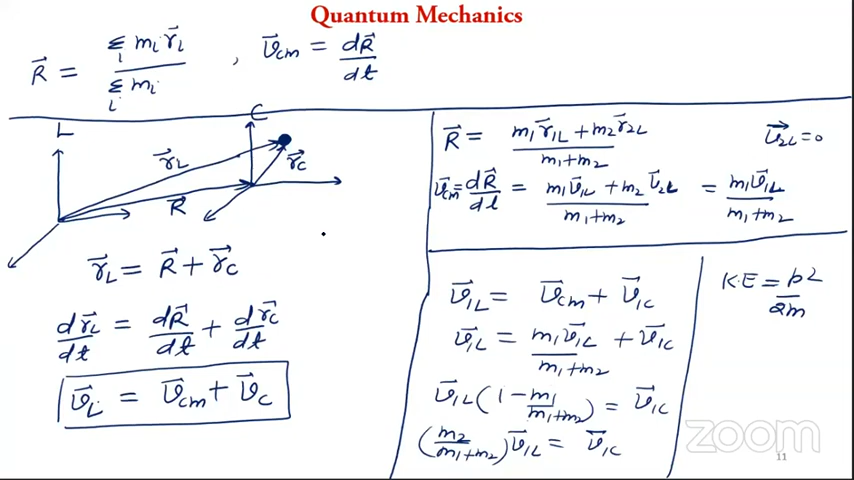 Quantum Mechanics
R⃗ = Σᵢ mᵢ r⃗ᵢ / Σᵢ mᵢ , v⃗cm = dR⃗/dt
L
C
r⃗L
r⃗C
R⃗
r⃗L = R⃗ + r⃗C
dr⃗L/dt = dR⃗/dt + dr⃗C/dt
v⃗L = v⃗cm + v⃗C
R⃗ = (m₁r⃗₁L + m₂r⃗₂L) / (m₁+m₂) v⃗₂L = 0
v⃗cm = dR⃗/dt = (m₁v⃗₁L + m₂v⃗₂L) / (m₁+m₂) = m₁v⃗₁L / (m₁+m₂)
v⃗₁L = v⃗cm + v⃗₁C
v⃗₁L = m₁v⃗₁L / (m₁+m₂) + v⃗₁C
v⃗₁L (1 - m₁/(m₁+m₂)) = v⃗₁C
(m₂/(m₁+m₂)) v⃗₁L = v⃗₁C
K.E = p²/2m
zoom
11